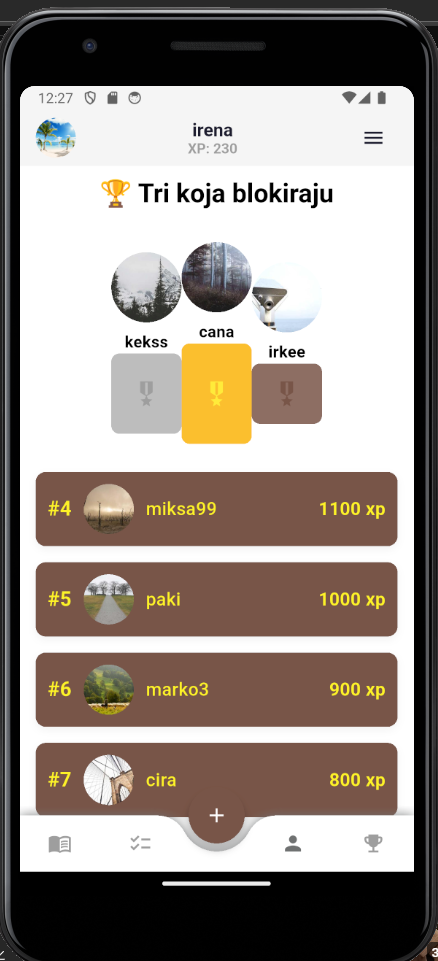 12:27
irena
XP: 230
🏆 Tri koja blokiraju
kekss
cana
irkee
#4 miksa99 1100 xp
#5 paki 1000 xp
#6 marko3 900 xp
#7 cira 800 xp
+
3